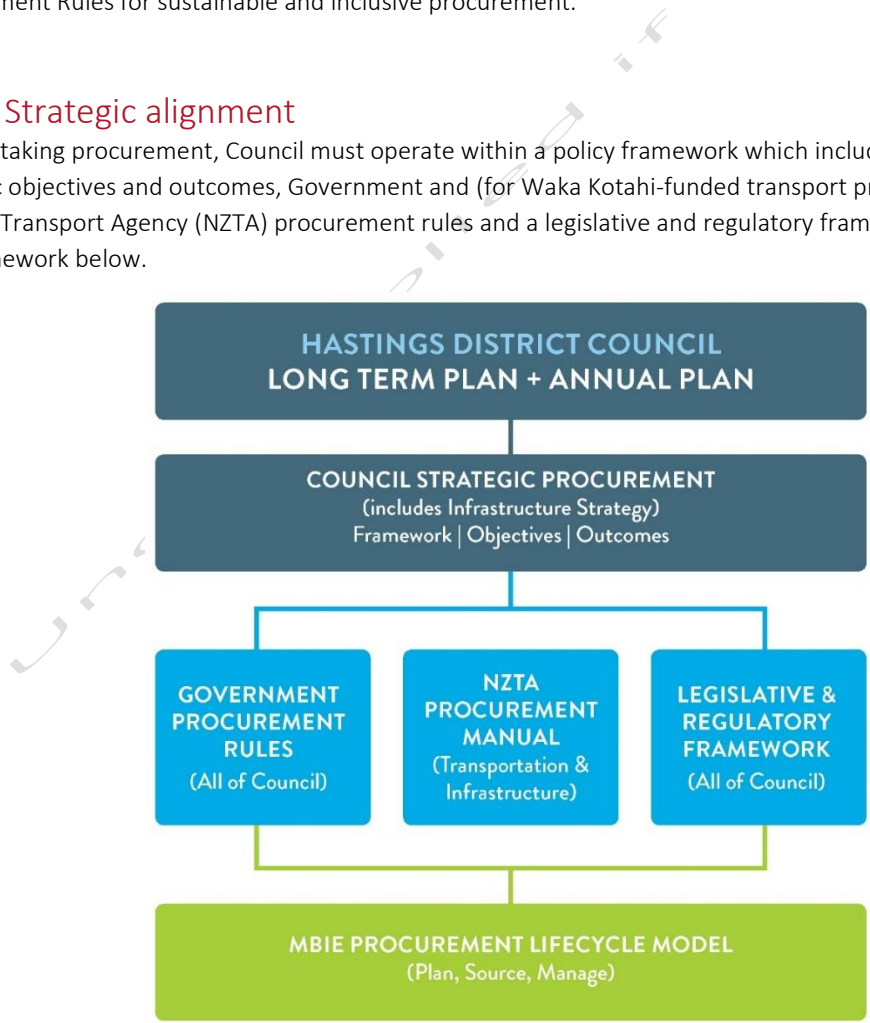 ment Rules for sustainable and inclusive procurement.
Strategic alignment
taking procurement, Council must operate within a policy framework which includ
c objectives and outcomes, Government and (for Waka Kotahi-funded transport pr
Transport Agency (NZTA) procurement rules and a legislative and regulatory fram
nework below.
HASTINGS DISTRICT COUNCIL
LONG TERM PLAN + ANNUAL PLAN
COUNCIL STRATEGIC PROCUREMENT
(includes Infrastructure Strategy)
Framework | Objectives | Outcomes
GOVERNMENT
PROCUREMENT
RULES
(All of Council)
NZTA
PROCUREMENT
MANUAL
(Transportation &
Infrastructure)
LEGISLATIVE &
REGULATORY
FRAMEWORK
(All of Council)
MBIE PROCUREMENT LIFECYCLE MODEL
(Plan, Source, Manage)